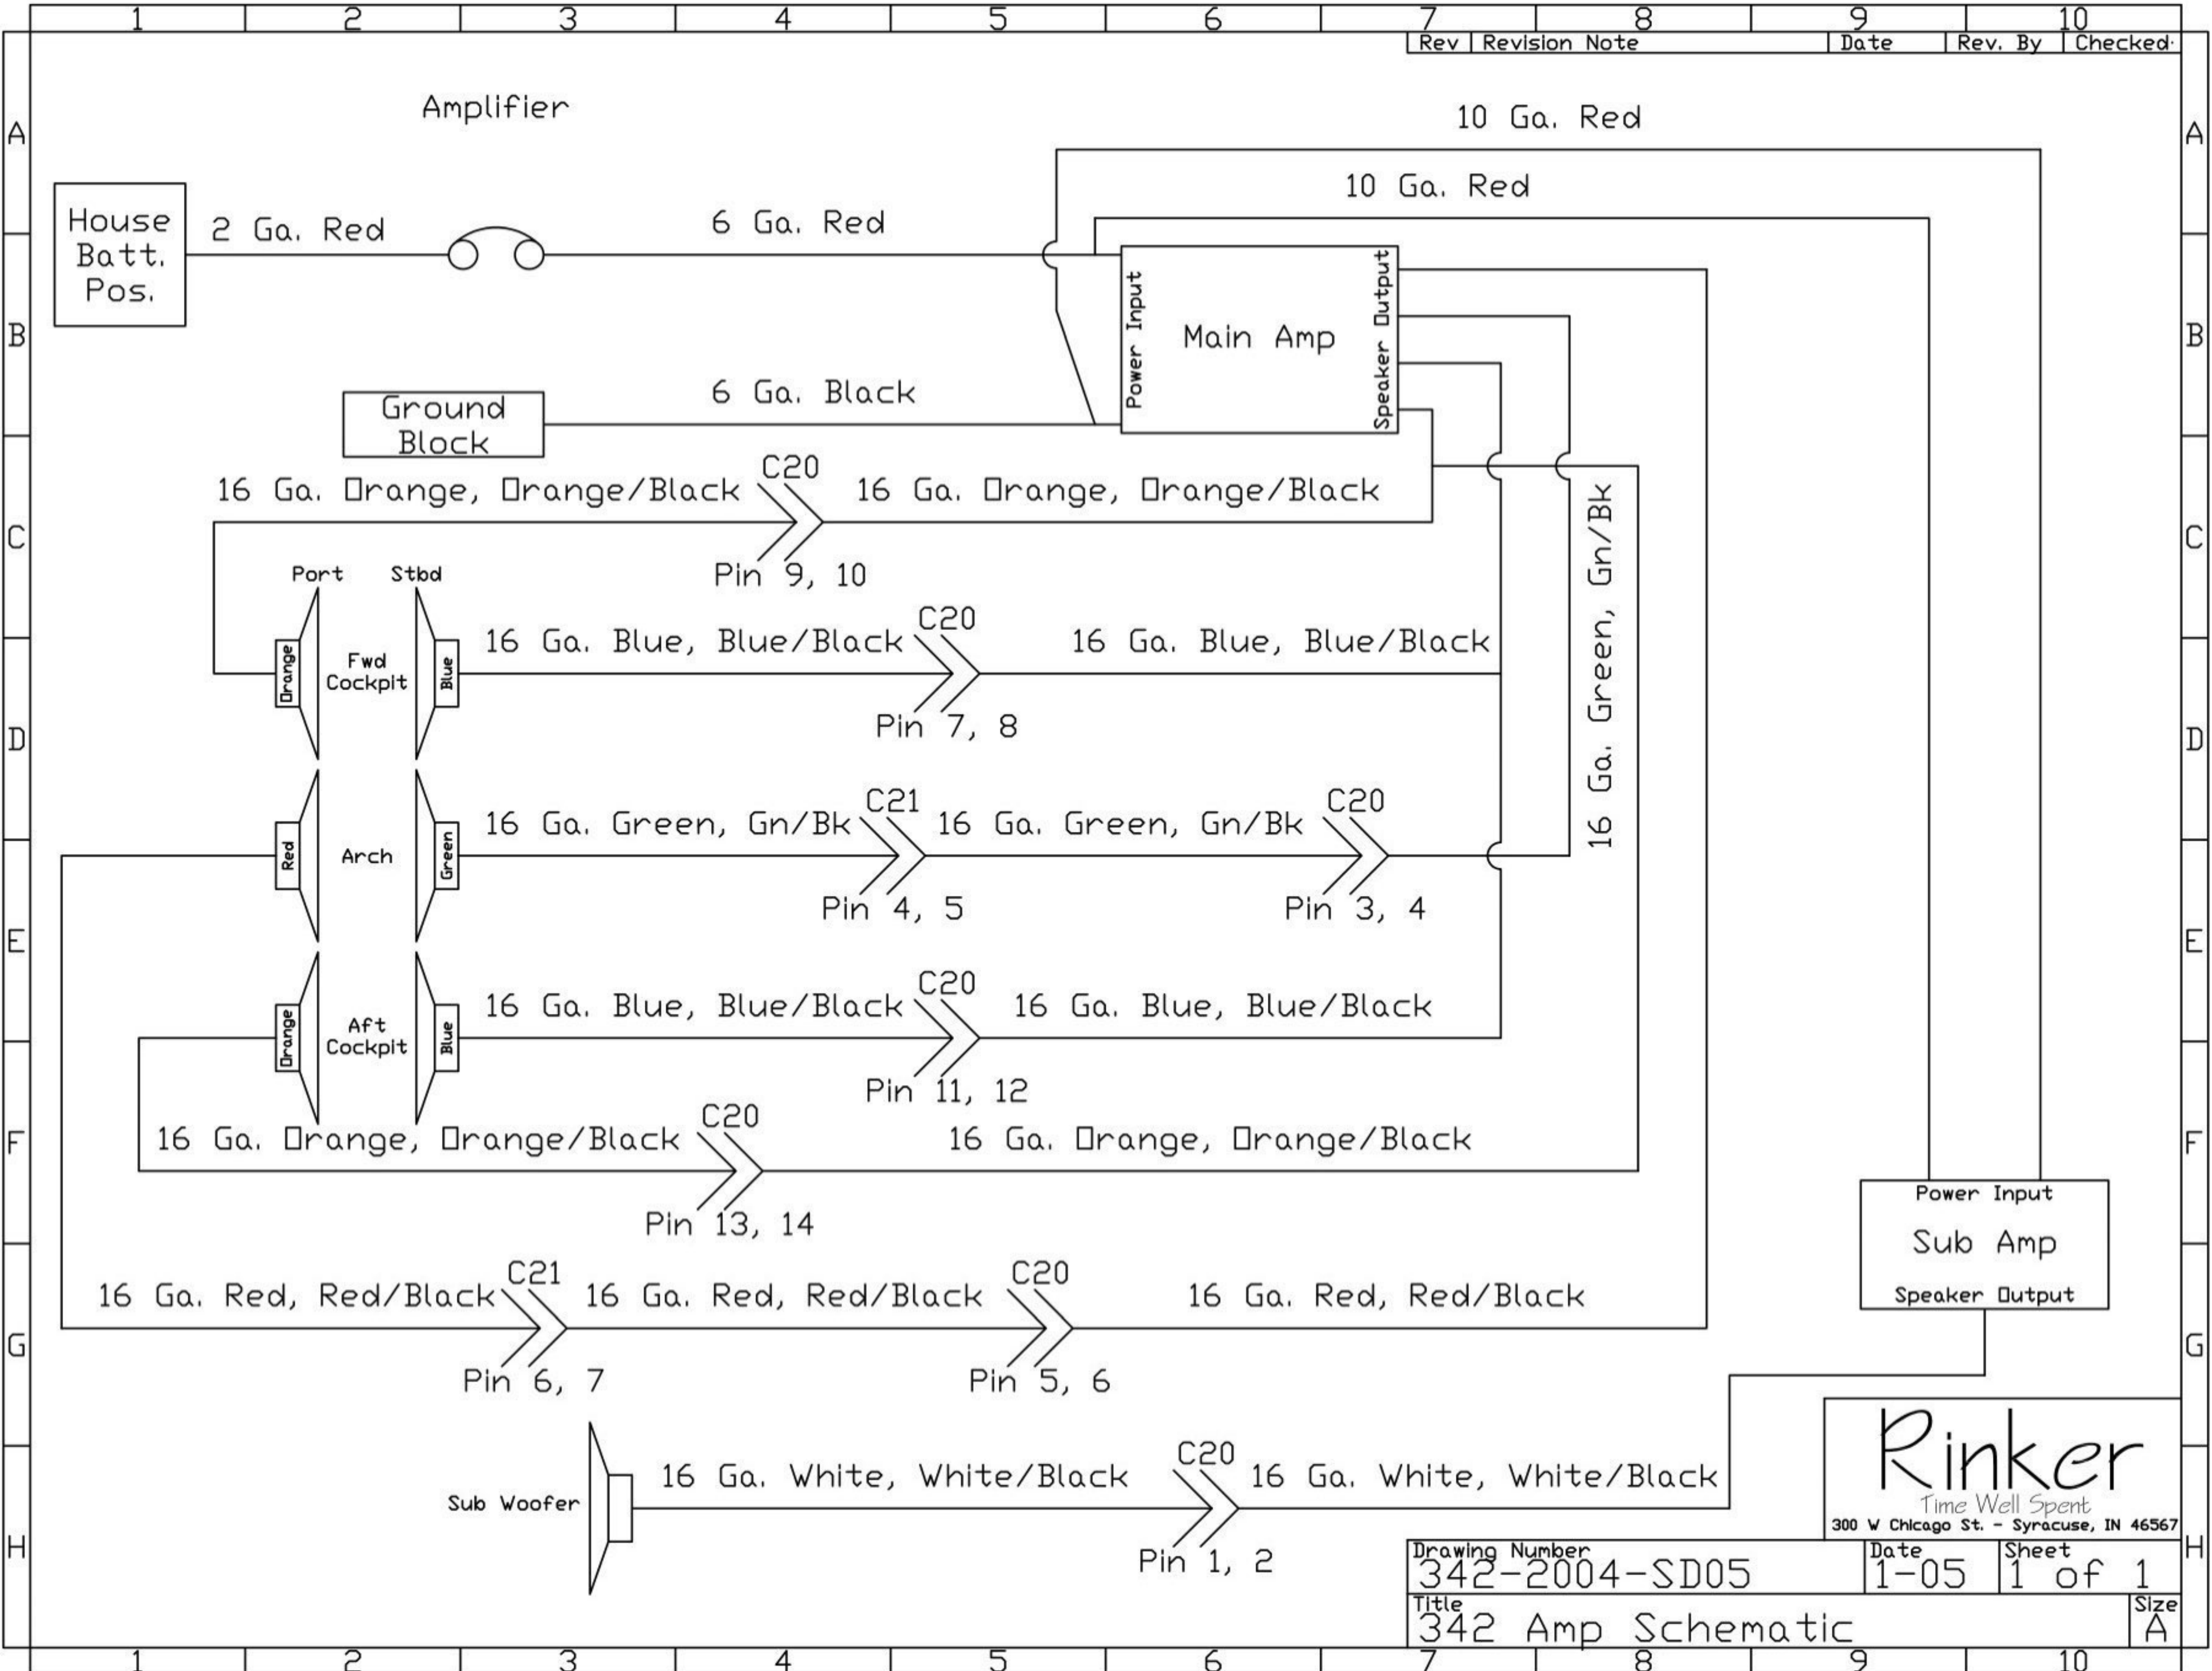 1 2 3 4 5 6 7 8 9 10
Rev Revision Note Date Rev. By Checked
Amplifier
10 Ga. Red
A A
10 Ga. Red
House
Batt.
Pos.
2 Ga. Red
6 Ga. Red
Power Input
Main Amp
Speaker Output
B B
6 Ga. Black
Ground
Block
C20
16 Ga. Orange, Orange/Black
16 Ga. Orange, Orange/Black
Pin 9, 10
C C
16 Ga. Green, Gn/Bk
Port Stbd
C20
Orange
Fwd
Cockpit
Blue
16 Ga. Blue, Blue/Black
16 Ga. Blue, Blue/Black
Pin 7, 8
D D
C21
C20
16 Ga. Green, Gn/Bk
16 Ga. Green, Gn/Bk
Red
Arch
Green
Pin 4, 5
Pin 3, 4
E E
C20
16 Ga. Blue, Blue/Black
16 Ga. Blue, Blue/Black
Orange
Aft
Cockpit
Blue
Pin 11, 12
C20
16 Ga. Orange, Orange/Black
16 Ga. Orange, Orange/Black
F F
Pin 13, 14
Power Input
Sub Amp
Speaker Output
C21
C20
16 Ga. Red, Red/Black
16 Ga. Red, Red/Black
16 Ga. Red, Red/Black
G G
Pin 6, 7
Pin 5, 6
C20
16 Ga. White, White/Black
16 Ga. White, White/Black
Sub Woofer
Pin 1, 2
Rinker
Time Well Spent
300 W Chicago St. - Syracuse, IN 46567
H H
Drawing Number
342-2004-SD05
Date
1-05
Sheet
1 of 1
Title
342 Amp Schematic
Size
A
1 2 3 4 5 6 7 8 9 10